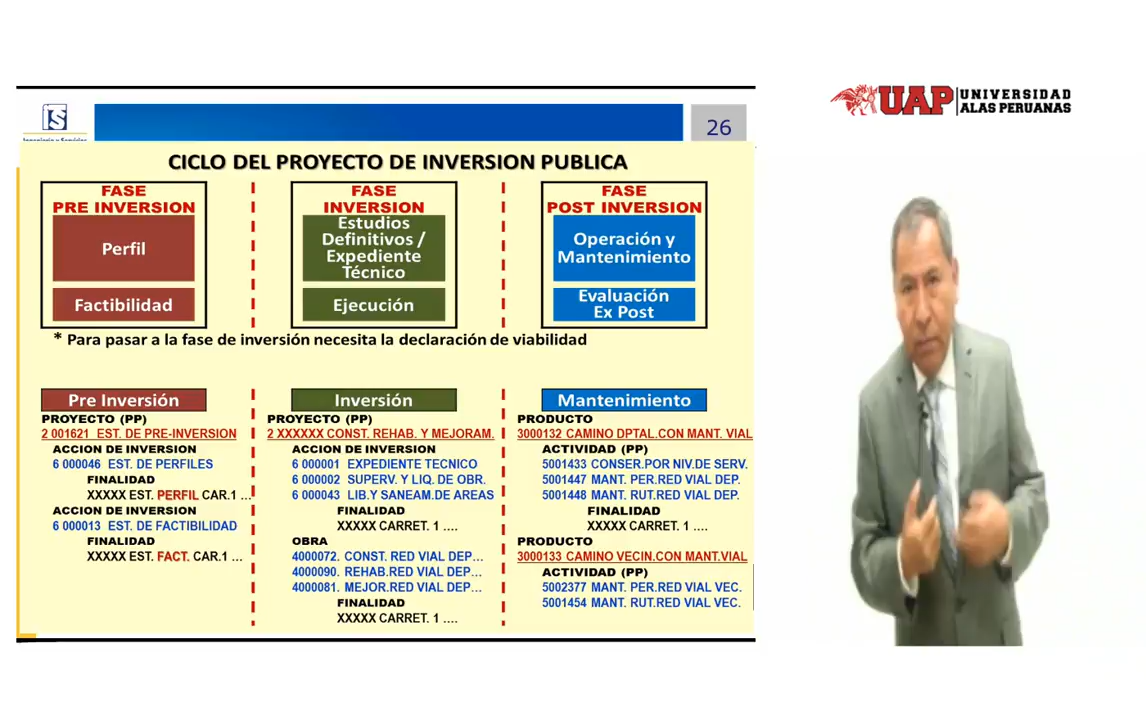 26
UAP UNIVERSIDAD
ALAS PERUANAS
CICLO DEL PROYECTO DE INVERSION PUBLICA
FASE
PRE INVERSION
Perfil
Factibilidad
FASE
INVERSION
Estudios
Definitivos /
Expediente
Técnico
Ejecución
FASE
POST INVERSION
Operación y
Mantenimiento
Evaluación
Ex Post
* Para pasar a la fase de inversión necesita la declaración de viabilidad
Pre Inversión
PROYECTO (PP)
2 001621 EST. DE PRE-INVERSION
ACCION DE INVERSION
6 000046 EST. DE PERFILES
FINALIDAD
XXXXX EST. PERFIL CAR.1 ...
ACCION DE INVERSION
6 000013 EST. DE FACTIBILIDAD
FINALIDAD
XXXXX EST. FACT. CAR.1 ...
Inversión
PROYECTO (PP)
2 XXXXXX CONST. REHAB. Y MEJORAM.
ACCION DE INVERSION
6 000001 EXPEDIENTE TECNICO
6 000002 SUPERV. Y LIQ. DE OBR.
6 000043 LIB.Y SANEAM.DE AREAS
FINALIDAD
XXXXX CARRET. 1 ....
OBRA
4000072. CONST. RED VIAL DEP...
4000090. REHAB.RED VIAL DEP...
4000081. MEJOR.RED VIAL DEP...
FINALIDAD
XXXXX CARRET. 1 ....
Mantenimiento
PRODUCTO
3000132 CAMINO DPTAL.CON MANT. VIAL
ACTIVIDAD (PP)
5001433 CONSER.POR NIV.DE SERV.
5001447 MANT. PER.RED VIAL DEP.
5001448 MANT. RUT.RED VIAL DEP.
FINALIDAD
XXXXX CARRET. 1 ....
PRODUCTO
3000133 CAMINO VECIN.CON MANT.VIAL
ACTIVIDAD (PP)
5002377 MANT. PER.RED VIAL VEC.
5001454 MANT. RUT.RED VIAL VEC.